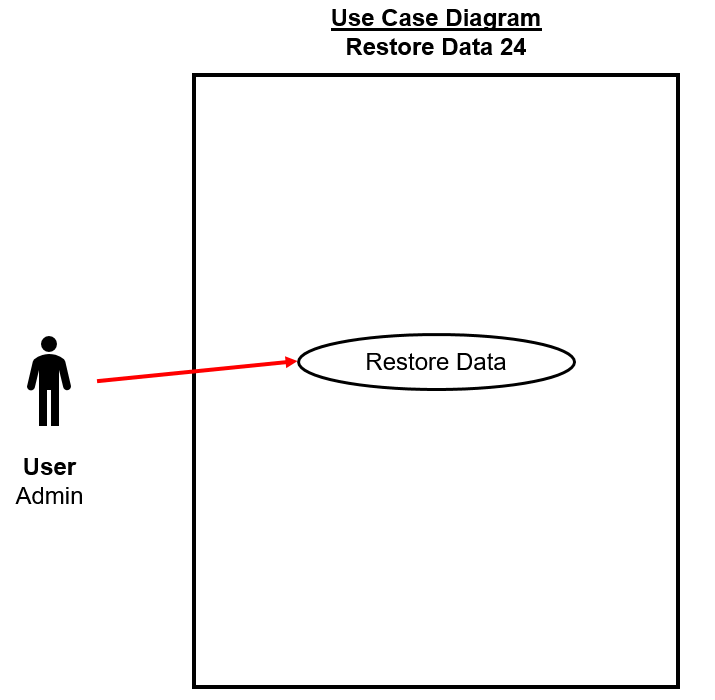 Use Case Diagram
Restore Data 24
Restore Data
User
Admin